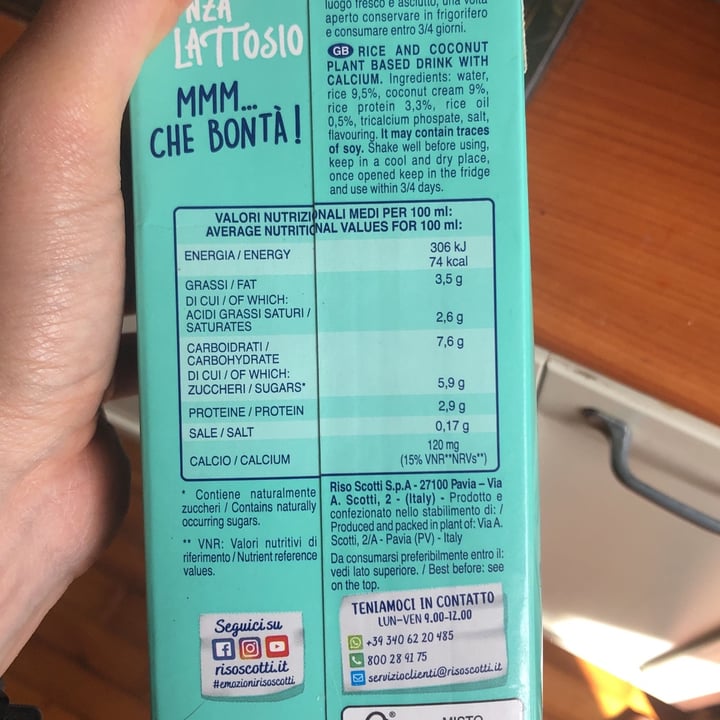 NZA
LATTOSIO
MMM...
CHE BONTÀ!
luogo fresco e asciutto, una volta
aperto conservare in frigorifero
e consumare entro 3/4 giorni.
GB RICE AND COCONUT
PLANT BASED DRINK WITH
CALCIUM. Ingredients: water,
rice 9,5%, coconut cream 9%,
rice protein 3,3%, rice oil
0,5%, tricalcium phospate, salt,
flavouring. It may contain traces
of soy. Shake well before using,
keep in a cool and dry place,
once opened keep in the fridge
and use within 3/4 days.
VALORI NUTRIZIONALI MEDI PER 100 ml:
AVERAGE NUTRITIONAL VALUES FOR 100 ml:
ENERGIA / ENERGY 306 kJ
74 kcal
GRASSI / FAT 3,5 g
DI CUI / OF WHICH:
ACIDI GRASSI SATURI / 2,6 g
SATURATES
CARBOIDRATI / 7,6 g
CARBOHYDRATE
DI CUI / OF WHICH:
ZUCCHERI / SUGARS* 5,9 g
PROTEINE / PROTEIN 2,9 g
SALE / SALT 0,17 g
CALCIO / CALCIUM 120 mg
(15% VNR**NRVs**)
* Contiene naturalmente
zuccheri / Contains naturally
occurring sugars.
** VNR: Valori nutritivi di
riferimento / Nutrient reference
values.
Riso Scotti S.p.A - 27100 Pavia – Via
A. Scotti, 2 - (Italy) - Prodotto e
confezionato nello stabilimento di: /
Produced and packed in plant of: Via A.
Scotti, 2/A - Pavia (PV) - Italy
Da consumarsi preferibilmente entro il:
vedi lato superiore. / Best before: see
on the top.
Seguici su
risoscotti.it
#emozionirisoscotti
TENIAMOCI IN CONTATTO
LUN-VEN 9.00-12.00
+39 340 62 20 485
800 28 91 75
servizioclienti@risoscotti.it
MISTO